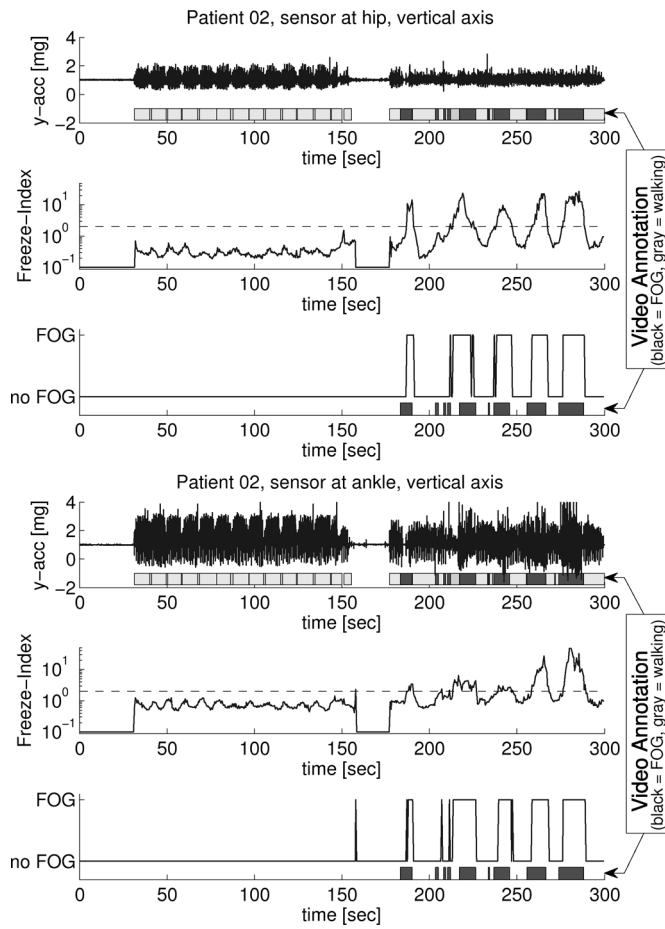 Patient 02, sensor at hip, vertical axis
y-acc [mg]
4
2
0
−2
0 50 100 150 200 250 300
time [sec]
Freeze-Index
10^1
10^0
10^-1
0 50 100 150 200 250 300
time [sec]
FOG
no FOG
0 50 100 150 200 250 300
time [sec]
Video Annotation
(black = FOG, gray = walking)
Patient 02, sensor at ankle, vertical axis
y-acc [mg]
4
2
0
−2
0 50 100 150 200 250 300
time [sec]
Freeze-Index
10^1
10^0
10^-1
0 50 100 150 200 250 300
time [sec]
FOG
no FOG
0 50 100 150 200 250 300
time [sec]
Video Annotation
(black = FOG, gray = walking)